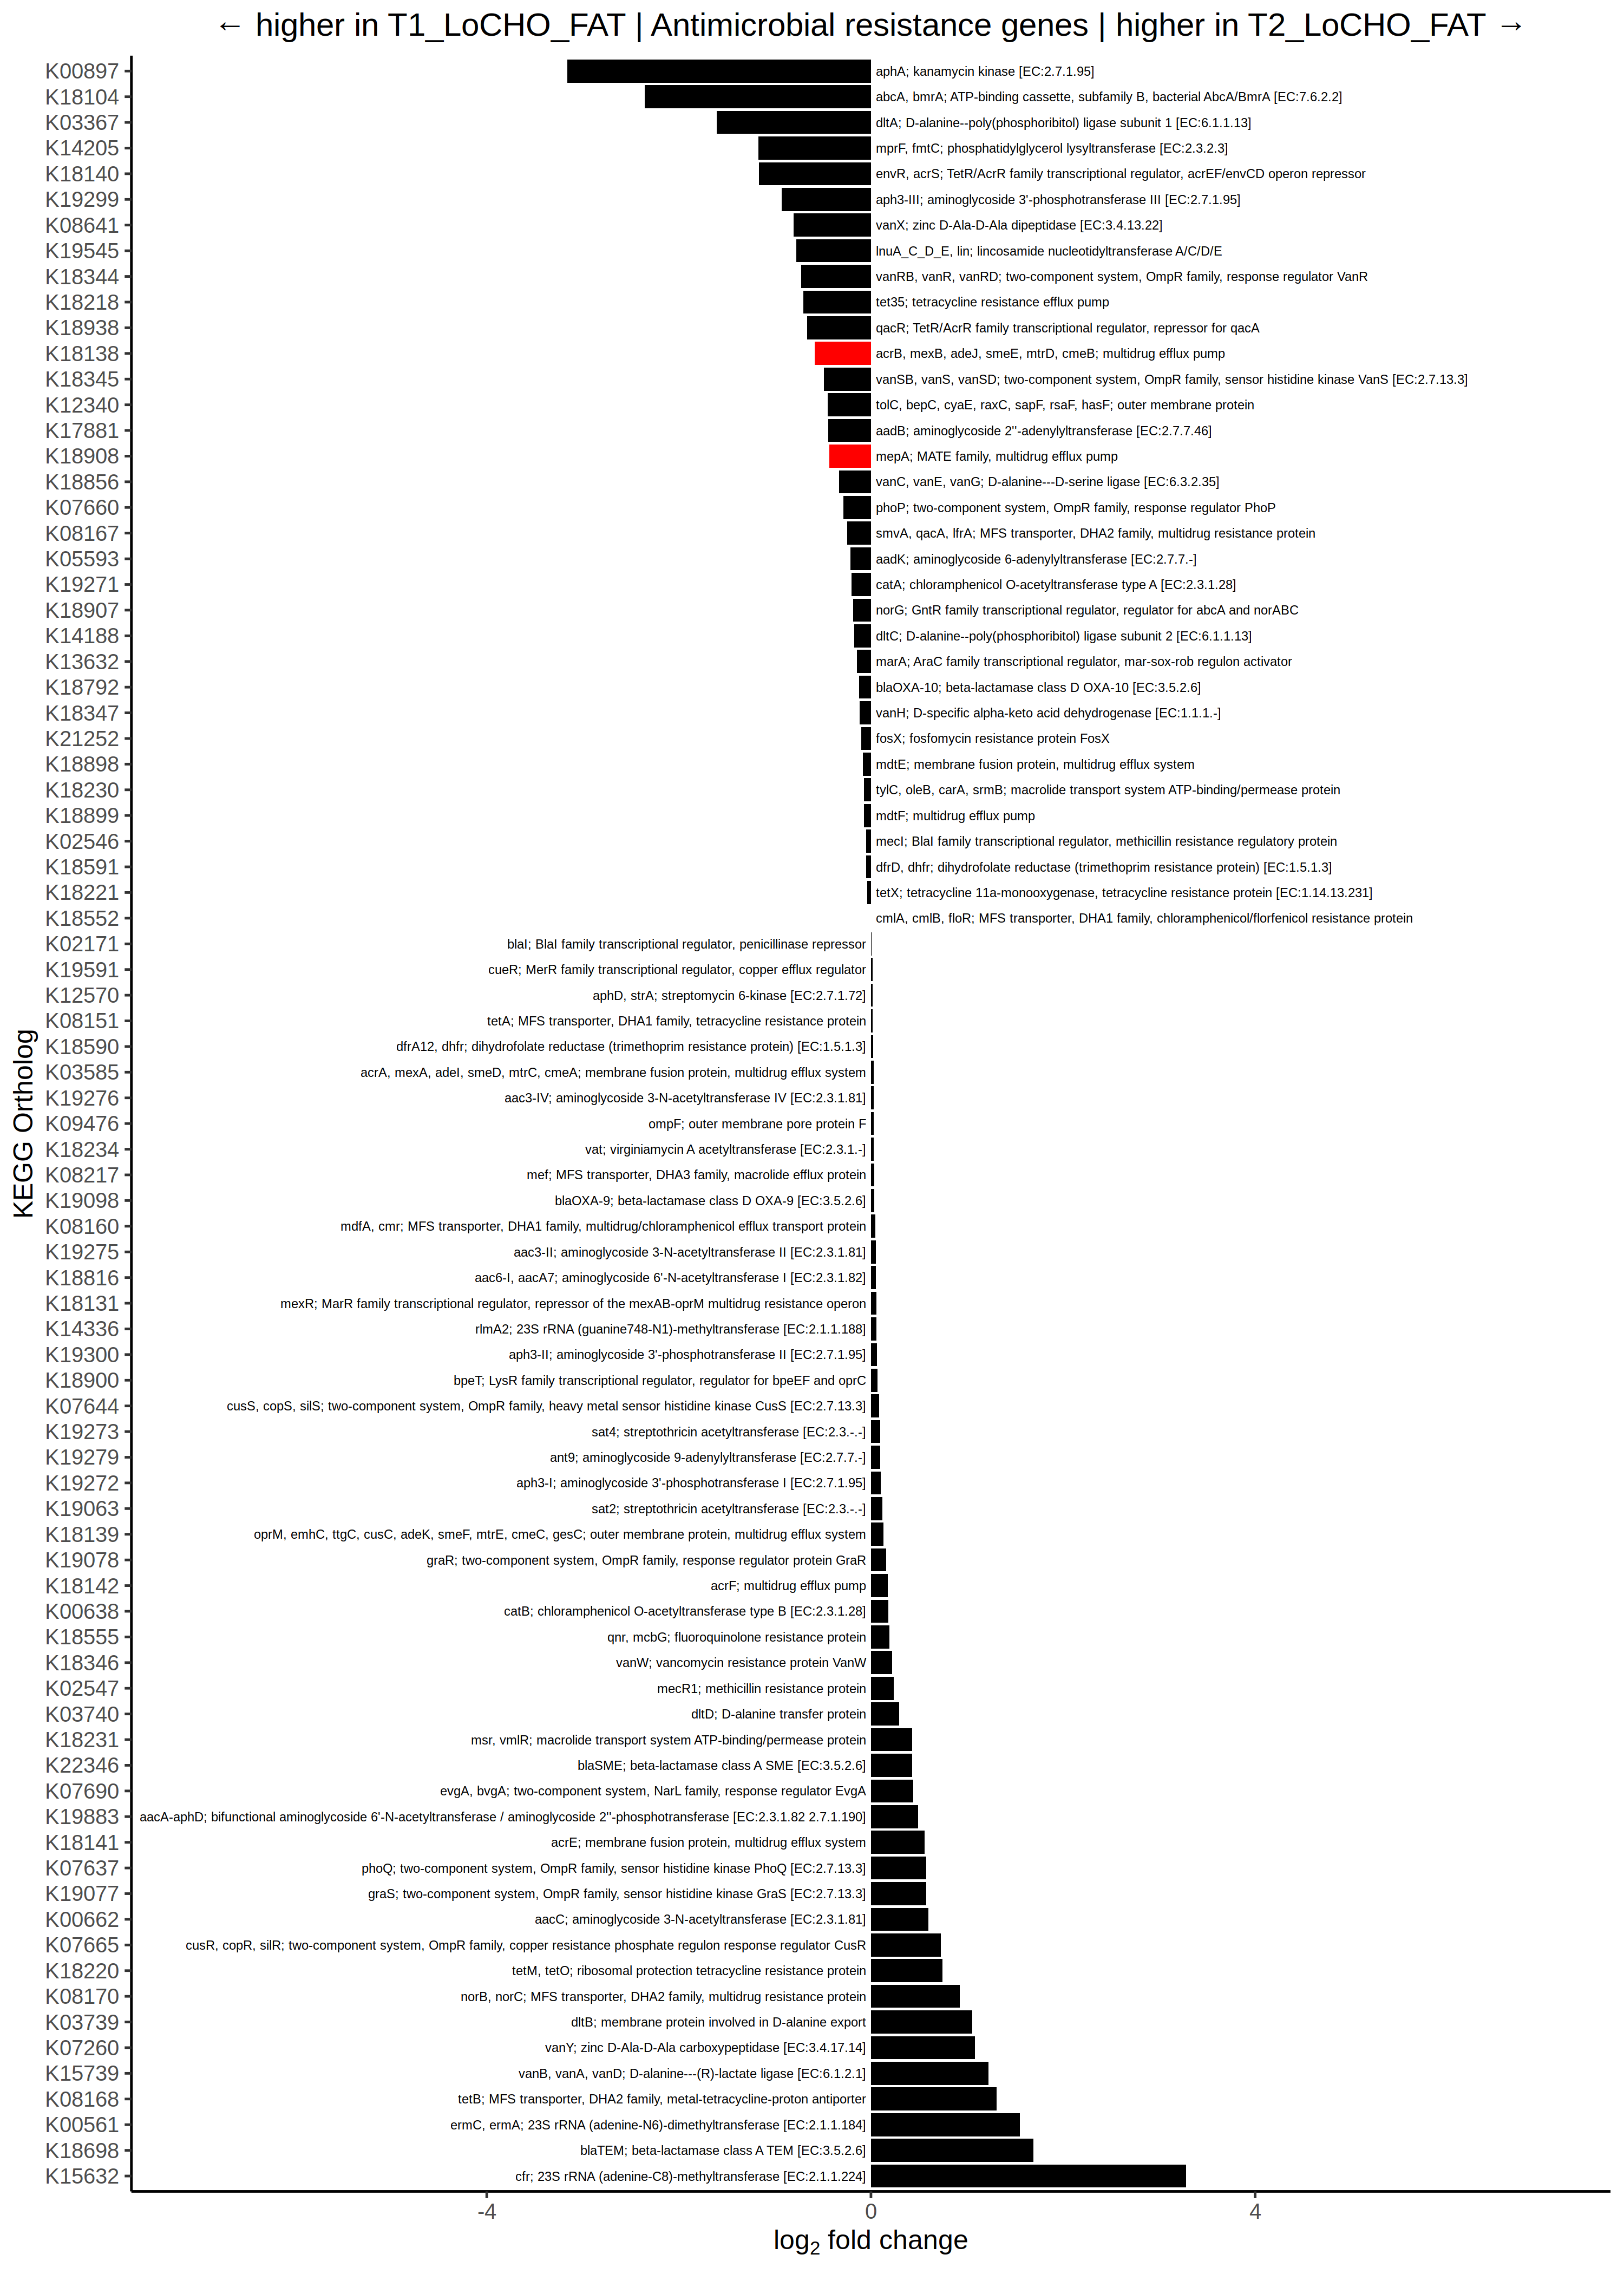 ← higher in T1_LoCHO_FAT | Antimicrobial resistance genes | higher in T2_LoCHO_FAT →
K00897 aphA; kanamycin kinase [EC:2.7.1.95]
K18104 abcA, bmrA; ATP-binding cassette, subfamily B, bacterial AbcA/BmrA [EC:7.6.2.2]
K03367 dltA; D-alanine--poly(phosphoribitol) ligase subunit 1 [EC:6.1.1.13]
K14205 mprF, fmtC; phosphatidylglycerol lysyltransferase [EC:2.3.2.3]
K18140 envR, acrS; TetR/AcrR family transcriptional regulator, acrEF/envCD operon repressor
K19299 aph3-III; aminoglycoside 3'-phosphotransferase III [EC:2.7.1.95]
K08641 vanX; zinc D-Ala-D-Ala dipeptidase [EC:3.4.13.22]
K19545 lnuA_C_D_E, lin; lincosamide nucleotidyltransferase A/C/D/E
K18344 vanRB, vanR, vanRD; two-component system, OmpR family, response regulator VanR
K18218 tet35; tetracycline resistance efflux pump
K18938 qacR; TetR/AcrR family transcriptional regulator, repressor for qacA
K18138 acrB, mexB, adeJ, smeE, mtrD, cmeB; multidrug efflux pump
K18345 vanSB, vanS, vanSD; two-component system, OmpR family, sensor histidine kinase VanS [EC:2.7.13.3]
K12340 tolC, bepC, cyaE, raxC, sapF, rsaF, hasF; outer membrane protein
K17881 aadB; aminoglycoside 2''-adenylyltransferase [EC:2.7.7.46]
K18908 mepA; MATE family, multidrug efflux pump
K18856 vanC, vanE, vanG; D-alanine---D-serine ligase [EC:6.3.2.35]
K07660 phoP; two-component system, OmpR family, response regulator PhoP
K08167 smvA, qacA, lfrA; MFS transporter, DHA2 family, multidrug resistance protein
K05593 aadK; aminoglycoside 6-adenylyltransferase [EC:2.7.7.-]
K19271 catA; chloramphenicol O-acetyltransferase type A [EC:2.3.1.28]
K18907 norG; GntR family transcriptional regulator, regulator for abcA and norABC
K14188 dltC; D-alanine--poly(phosphoribitol) ligase subunit 2 [EC:6.1.1.13]
K13632 marA; AraC family transcriptional regulator, mar-sox-rob regulon activator
K18792 blaOXA-10; beta-lactamase class D OXA-10 [EC:3.5.2.6]
K18347 vanH; D-specific alpha-keto acid dehydrogenase [EC:1.1.1.-]
K21252 fosX; fosfomycin resistance protein FosX
K18898 mdtE; membrane fusion protein, multidrug efflux system
K18230 tylC, oleB, carA, srmB; macrolide transport system ATP-binding/permease protein
K18899 mdtF; multidrug efflux pump
K02546 mecI; BlaI family transcriptional regulator, methicillin resistance regulatory protein
K18591 dfrD, dhfr; dihydrofolate reductase (trimethoprim resistance protein) [EC:1.5.1.3]
K18221 tetX; tetracycline 11a-monooxygenase, tetracycline resistance protein [EC:1.14.13.231]
K18552 cmlA, cmlB, floR; MFS transporter, DHA1 family, chloramphenicol/florfenicol resistance protein
K02171 blaI; BlaI family transcriptional regulator, penicillinase repressor
K19591 cueR; MerR family transcriptional regulator, copper efflux regulator
K12570 aphD, strA; streptomycin 6-kinase [EC:2.7.1.72]
K08151 tetA; MFS transporter, DHA1 family, tetracycline resistance protein
K18590 dfrA12, dhfr; dihydrofolate reductase (trimethoprim resistance protein) [EC:1.5.1.3]
K03585 acrA, mexA, adeI, smeD, mtrC, cmeA; membrane fusion protein, multidrug efflux system
K19276 aac3-IV; aminoglycoside 3-N-acetyltransferase IV [EC:2.3.1.81]
K09476 ompF; outer membrane pore protein F
K18234 vat; virginiamycin A acetyltransferase [EC:2.3.1.-]
K08217 mef; MFS transporter, DHA3 family, macrolide efflux protein
K19098 blaOXA-9; beta-lactamase class D OXA-9 [EC:3.5.2.6]
K08160 mdfA, cmr; MFS transporter, DHA1 family, multidrug/chloramphenicol efflux transport protein
K19275 aac3-II; aminoglycoside 3-N-acetyltransferase II [EC:2.3.1.81]
K18816 aac6-I, aacA7; aminoglycoside 6'-N-acetyltransferase I [EC:2.3.1.82]
K18131 mexR; MarR family transcriptional regulator, repressor of the mexAB-oprM multidrug resistance operon
K14336 rlmA2; 23S rRNA (guanine748-N1)-methyltransferase [EC:2.1.1.188]
K19300 aph3-II; aminoglycoside 3'-phosphotransferase II [EC:2.7.1.95]
K18900 bpeT; LysR family transcriptional regulator, regulator for bpeEF and oprC
K07644 cusS, copS, silS; two-component system, OmpR family, heavy metal sensor histidine kinase CusS [EC:2.7.13.3]
K19273 sat4; streptothricin acetyltransferase [EC:2.3.-.-]
K19279 ant9; aminoglycoside 9-adenylyltransferase [EC:2.7.7.-]
K19272 aph3-I; aminoglycoside 3'-phosphotransferase I [EC:2.7.1.95]
K19063 sat2; streptothricin acetyltransferase [EC:2.3.-.-]
K18139 oprM, emhC, ttgC, cusC, adeK, smeF, mtrE, cmeC, gesC; outer membrane protein, multidrug efflux system
K19078 graR; two-component system, OmpR family, response regulator protein GraR
K18142 acrF; multidrug efflux pump
K00638 catB; chloramphenicol O-acetyltransferase type B [EC:2.3.1.28]
K18555 qnr, mcbG; fluoroquinolone resistance protein
K18346 vanW; vancomycin resistance protein VanW
K02547 mecR1; methicillin resistance protein
K03740 dltD; D-alanine transfer protein
K18231 msr, vmlR; macrolide transport system ATP-binding/permease protein
K22346 blaSME; beta-lactamase class A SME [EC:3.5.2.6]
K07690 evgA, bvgA; two-component system, NarL family, response regulator EvgA
K19883 aacA-aphD; bifunctional aminoglycoside 6'-N-acetyltransferase / aminoglycoside 2''-phosphotransferase [EC:2.3.1.82 2.7.1.190]
K18141 acrE; membrane fusion protein, multidrug efflux system
K07637 phoQ; two-component system, OmpR family, sensor histidine kinase PhoQ [EC:2.7.13.3]
K19077 graS; two-component system, OmpR family, sensor histidine kinase GraS [EC:2.7.13.3]
K00662 aacC; aminoglycoside 3-N-acetyltransferase [EC:2.3.1.81]
K07665 cusR, copR, silR; two-component system, OmpR family, copper resistance phosphate regulon response regulator CusR
K18220 tetM, tetO; ribosomal protection tetracycline resistance protein
K08170 norB, norC; MFS transporter, DHA2 family, multidrug resistance protein
K03739 dltB; membrane protein involved in D-alanine export
K07260 vanY; zinc D-Ala-D-Ala carboxypeptidase [EC:3.4.17.14]
K15739 vanB, vanA, vanD; D-alanine---(R)-lactate ligase [EC:6.1.2.1]
K08168 tetB; MFS transporter, DHA2 family, metal-tetracycline-proton antiporter
K00561 ermC, ermA; 23S rRNA (adenine-N6)-dimethyltransferase [EC:2.1.1.184]
K18698 blaTEM; beta-lactamase class A TEM [EC:3.5.2.6]
K15632 cfr; 23S rRNA (adenine-C8)-methyltransferase [EC:2.1.1.224]
KEGG Ortholog
-4 0 4
log2 fold change